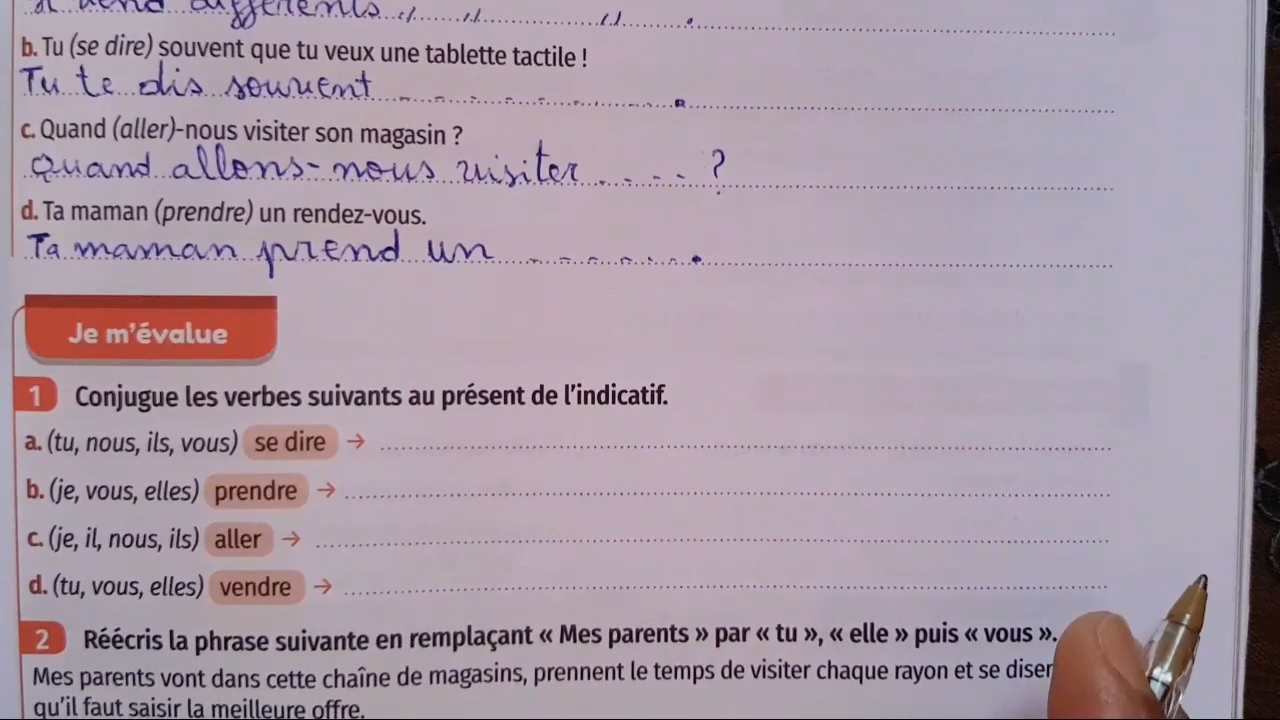 vend différents ,, ,, ,, .
b. Tu (se dire) souvent que tu veux une tablette tactile !
Tu te dis souvent .
c. Quand (aller)-nous visiter son magasin ?
Quand allons-nous visiter .... ?
d. Ta maman (prendre) un rendez-vous.
Ta maman prend un .
Je m'évalue
1 Conjugue les verbes suivants au présent de l'indicatif.
a. (tu, nous, ils, vous) se dire →
b. (je, vous, elles) prendre →
c. (je, il, nous, ils) aller →
d. (tu, vous, elles) vendre →
2 Réécris la phrase suivante en remplaçant « Mes parents » par « tu », « elle » puis « vous ».
Mes parents vont dans cette chaîne de magasins, prennent le temps de visiter chaque rayon et se diser
qu'il faut saisir la meilleure offre.